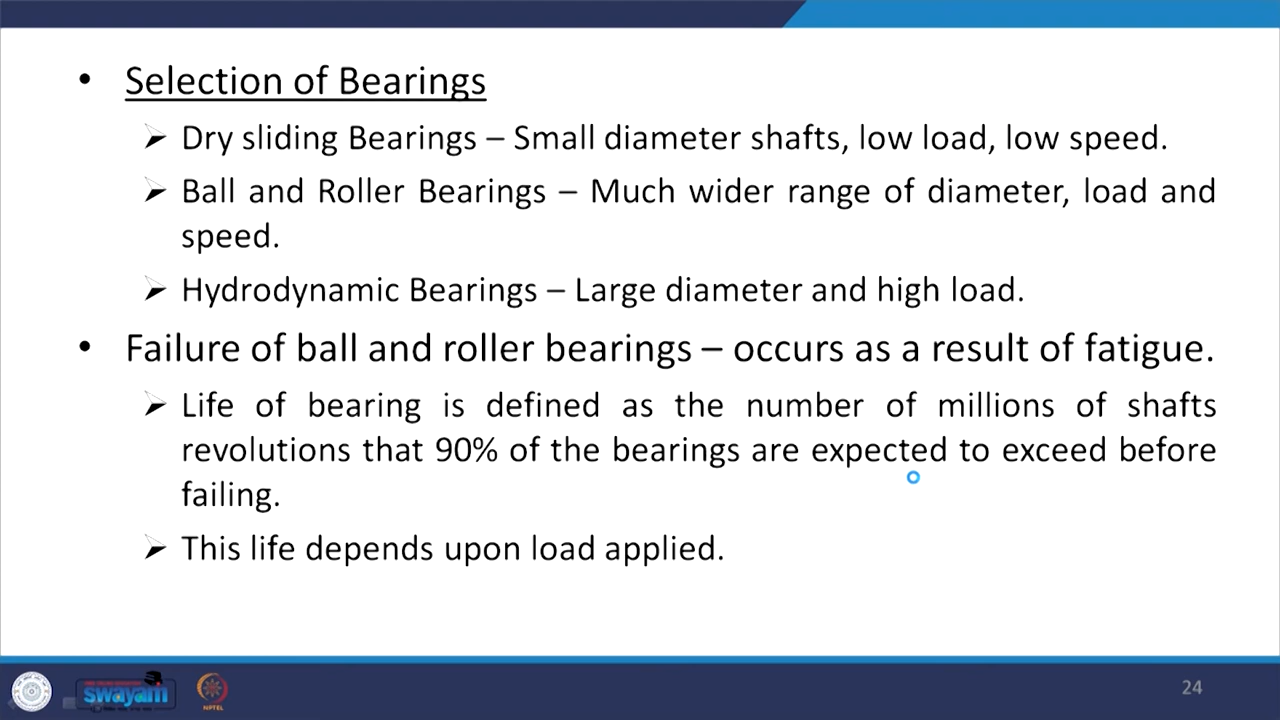 • Selection of Bearings
➢ Dry sliding Bearings – Small diameter shafts, low load, low speed.
➢ Ball and Roller Bearings – Much wider range of diameter, load and
speed.
➢ Hydrodynamic Bearings – Large diameter and high load.
• Failure of ball and roller bearings – occurs as a result of fatigue.
➢ Life of bearing is defined as the number of millions of shafts
revolutions that 90% of the bearings are expected to exceed before
failing.
➢ This life depends upon load applied.
swayam
NPTEL
24